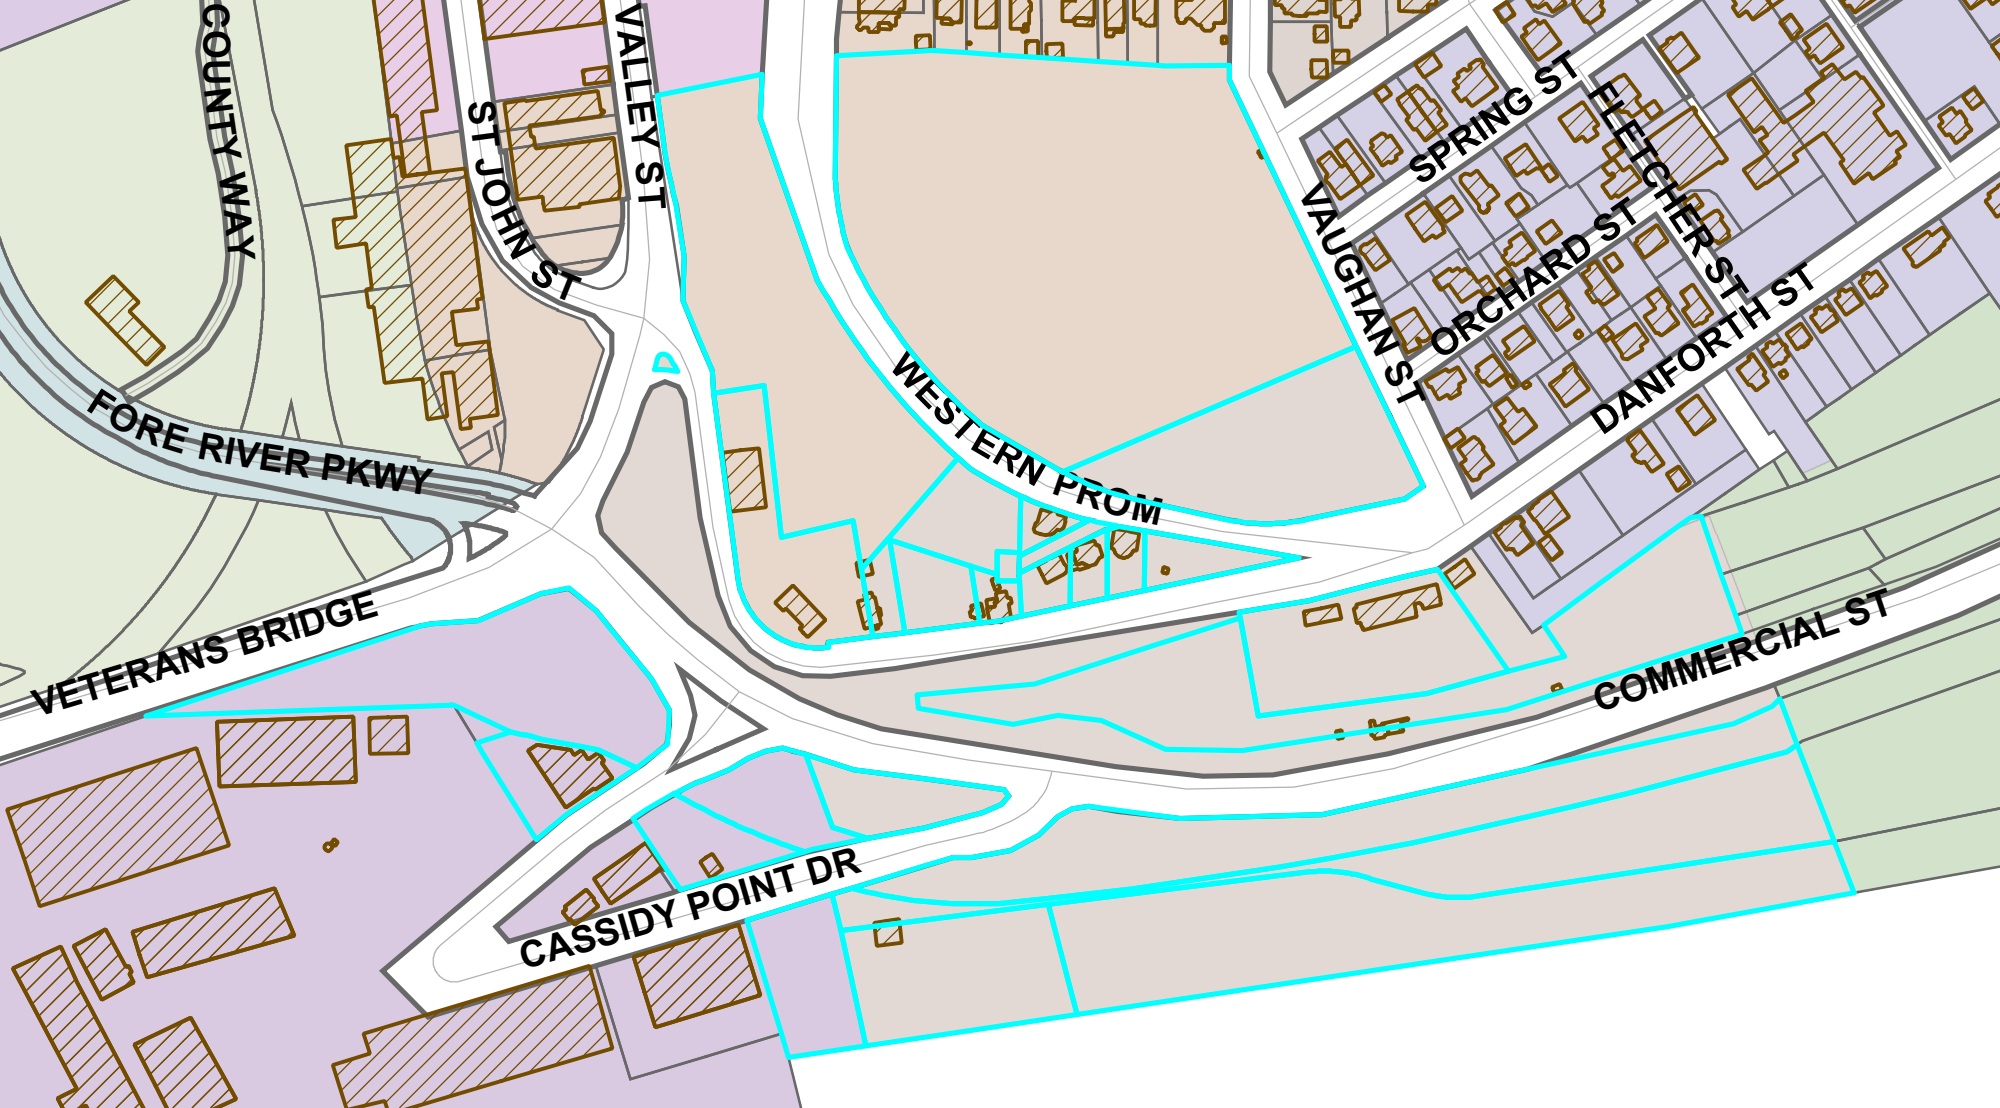 COUNTY WAY
VALLEY ST
ST JOHN ST
SPRING ST
FLETCHER ST
VAUGHAN ST
ORCHARD ST
DANFORTH ST
WESTERN PROM
FORE RIVER PKWY
VETERANS BRIDGE
COMMERCIAL ST
CASSIDY POINT DR